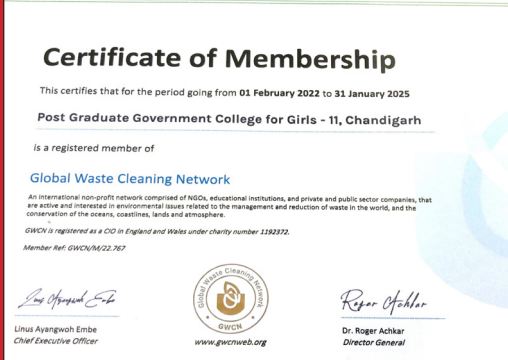 Certificate of Membership
This certifies that for the period going from 01 February 2022 to 31 January 2025
Post Graduate Government College for Girls - 11, Chandigarh
is a registered member of
Global Waste Cleaning Network
An international non-profit network comprised of NGOs, educational institutions, and private and public sector companies, that
are active and interested in environmental issues related to the management and reduction of waste in the world, and the
conservation of the oceans, coastlines, lands and atmosphere.
GWCN is registered as a CIO in England and Wales under charity number 1192372.
Member Ref: GWCN/M/22.767
Global Waste Cleaning Network
GWCN
Linus Ayangwoh Embe
Chief Executive Officer
www.gwcnweb.org
Roger Achkar
Dr. Roger Achkar
Director General